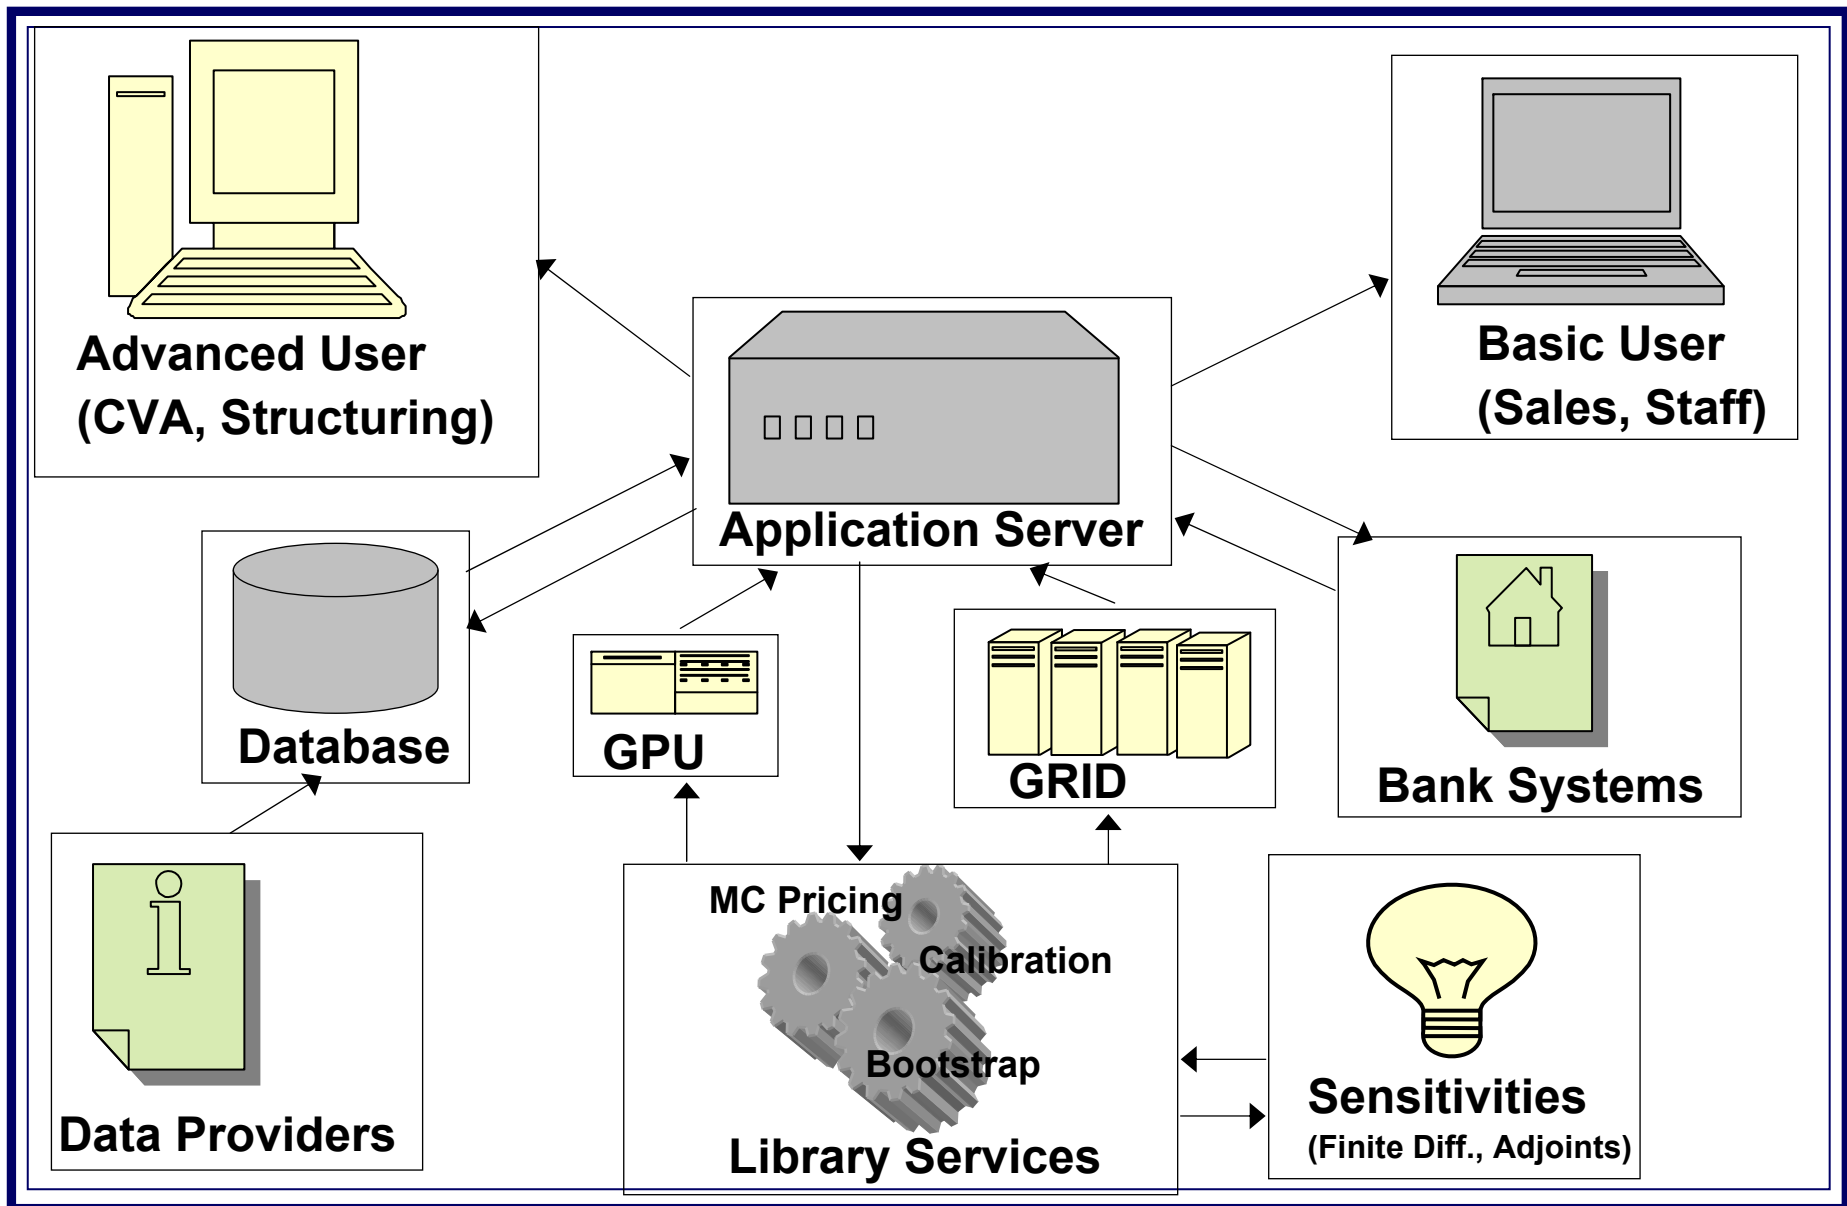 Advanced User
(CVA, Structuring)
Basic User
(Sales, Staff)
Application Server
Database
GPU
GRID
Bank Systems
Data Providers
MC Pricing
Calibration
Bootstrap
Library Services
Sensitivities
(Finite Diff., Adjoints)